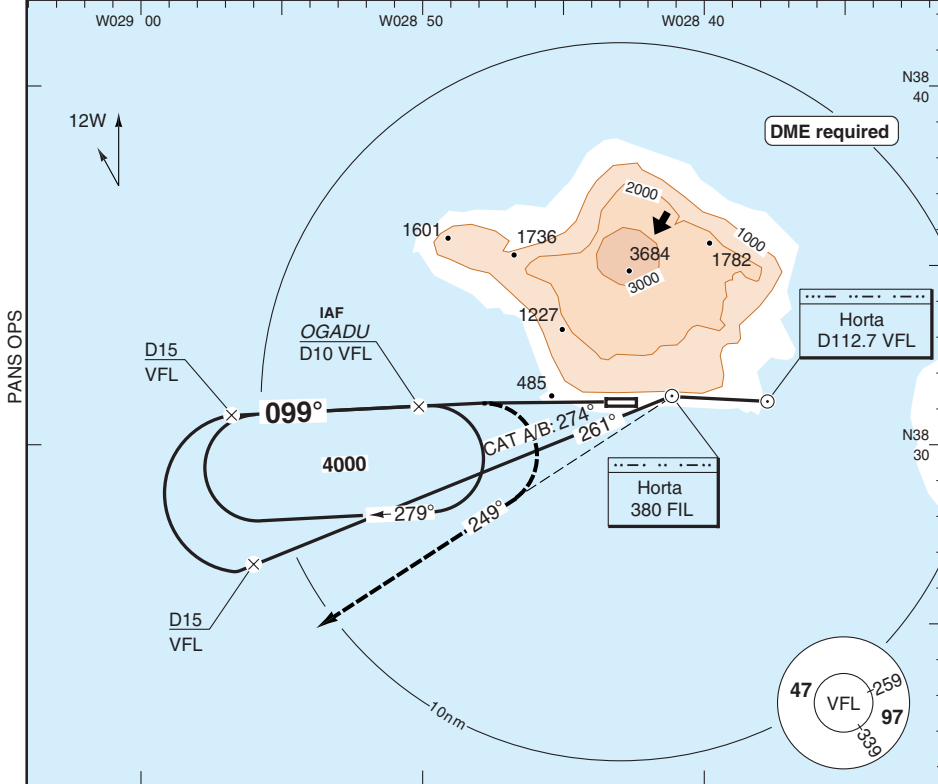 W029 00
W028 50
W028 40
N38
40
12W
DME required
2000
1000
1601
1736
3684
1782
3000
1227
IAF
OGADU
D10 VFL
Horta
D112.7 VFL
PANS OPS
D15
VFL
485
099°
CAT A/B: 274°
261°
N38
30
4000
Horta
380 FIL
279°
249°
D15
VFL
10nm
47
VFL
259
97
339